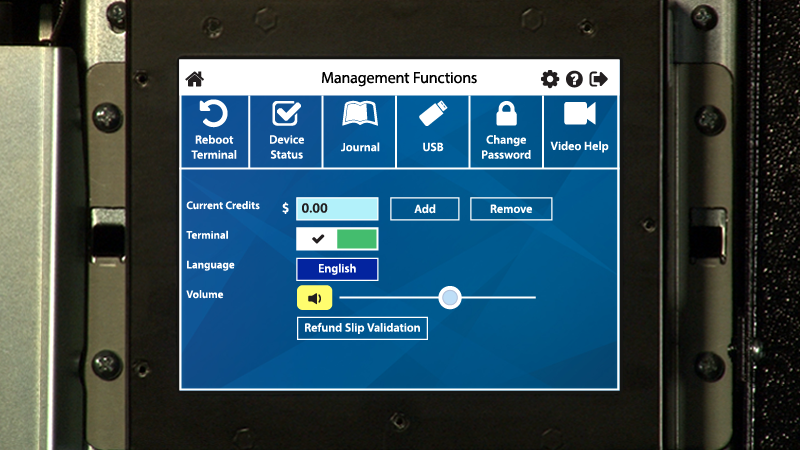 Management Functions
Reboot Terminal
Device Status
Journal
USB
Change Password
Video Help
Current Credits $ 0.00 Add Remove
Terminal
Language English
Volume
Refund Slip Validation